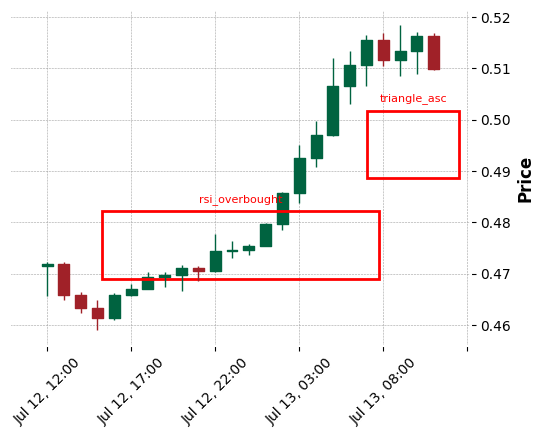 0.52
0.51
triangle_asc
0.50
0.49
Price
rsi_overbought
0.48
0.47
0.46
Jul 12, 12:00
Jul 12, 17:00
Jul 12, 22:00
Jul 13, 03:00
Jul 13, 08:00